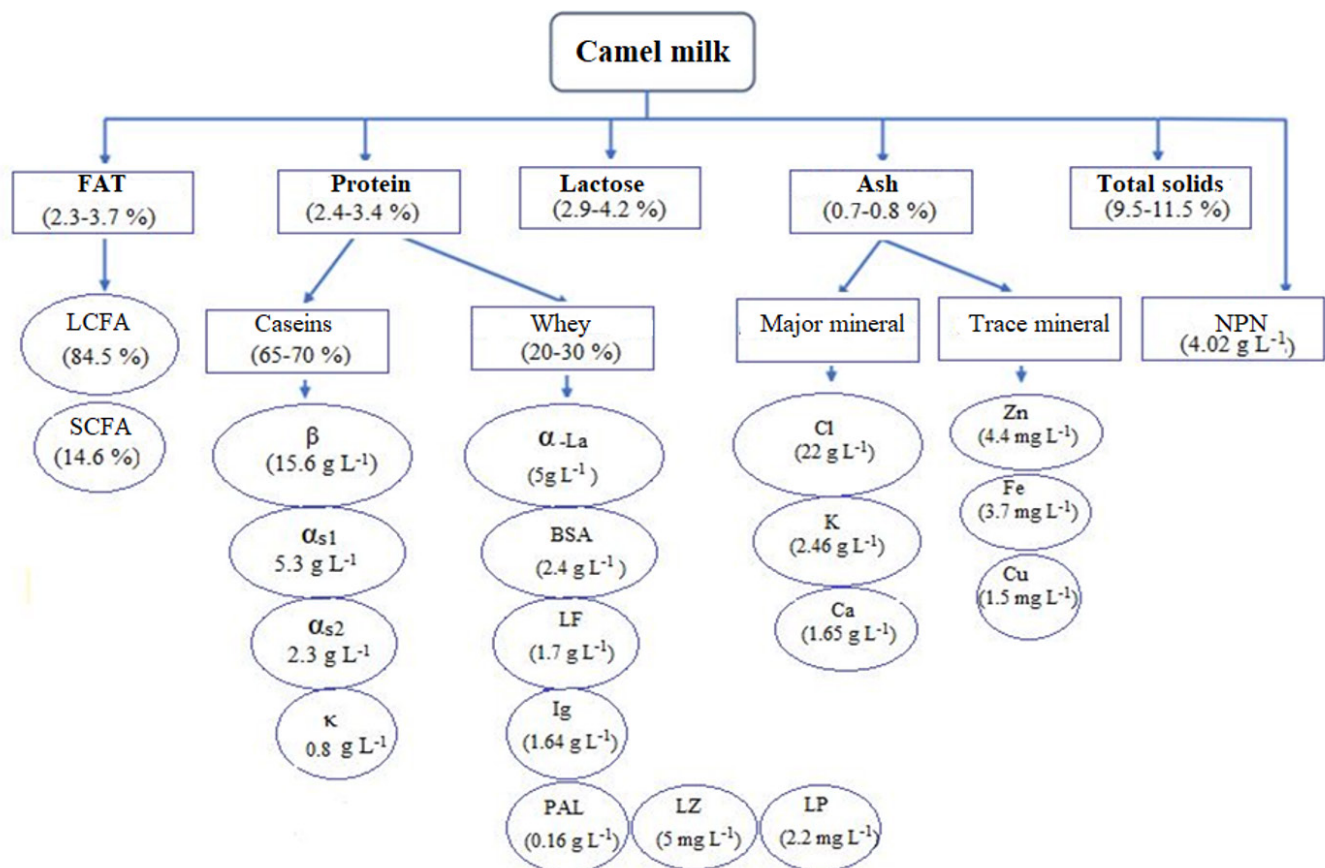 Camel milk
FAT
(2.3-3.7 %)
Protein
(2.4-3.4 %)
Lactose
(2.9-4.2 %)
Ash
(0.7-0.8 %)
Total solids
(9.5-11.5 %)
LCFA
(84.5 %)
SCFA
(14.6 %)
Caseins
(65-70 %)
Whey
(20-30 %)
Major mineral
Trace mineral
NPN
(4.02 g L⁻¹)
β
(15.6 g L⁻¹)
αs1
5.3 g L⁻¹
αs2
2.3 g L⁻¹
κ
0.8 g L⁻¹
α -La
(5g L⁻¹ )
BSA
(2.4 g L⁻¹)
LF
(1.7 g L⁻¹)
Ig
(1.64 g L⁻¹)
PAL
(0.16 g L⁻¹)
LZ
(5 mg L⁻¹)
LP
(2.2 mg L⁻¹)
Cl
(22 g L⁻¹)
K
(2.46 g L⁻¹)
Ca
(1.65 g L⁻¹)
Zn
(4.4 mg L⁻¹)
Fe
(3.7 mg L⁻¹)
Cu
(1.5 mg L⁻¹)